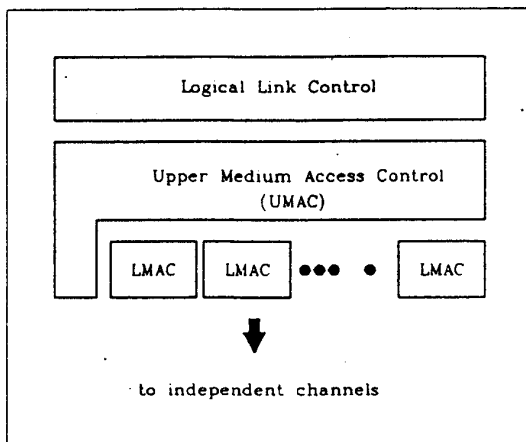 Logical Link Control
Upper Medium Access Control
(UMAC)
LMAC
LMAC
LMAC
to independent channels